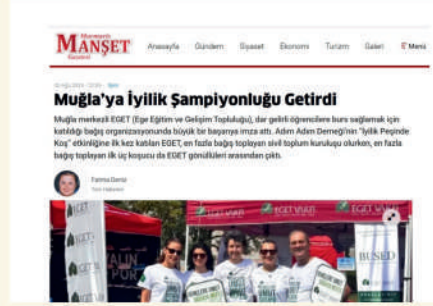 Marmaris
MANŞET
Gazetesi
Anasayfa Gündem Siyaset Ekonomi Turizm Galeri Menü
Muğla'ya İyilik Şampiyonluğu Getirdi
Muğla merkezli EGET (Ege Eğitim ve Gelişim Topluluğu), dar gelirli öğrencilere burs sağlamak için
katıldığı bağış organizasyonunda büyük bir başarıya imza attı. Adım Adım Derneği'nin "İyilik Peşinde
Koş" etkinliğine ilk kez katılan EGET, en fazla bağış toplayan sivil toplum kuruluşu olurken, en fazla
bağış toplayan ilk üç koşucu da EGET gönüllüleri arasından çıktı.
Fatma Deniz
EGET VAKFI
EGET VAKFI
EGET VAKFI
BUSED